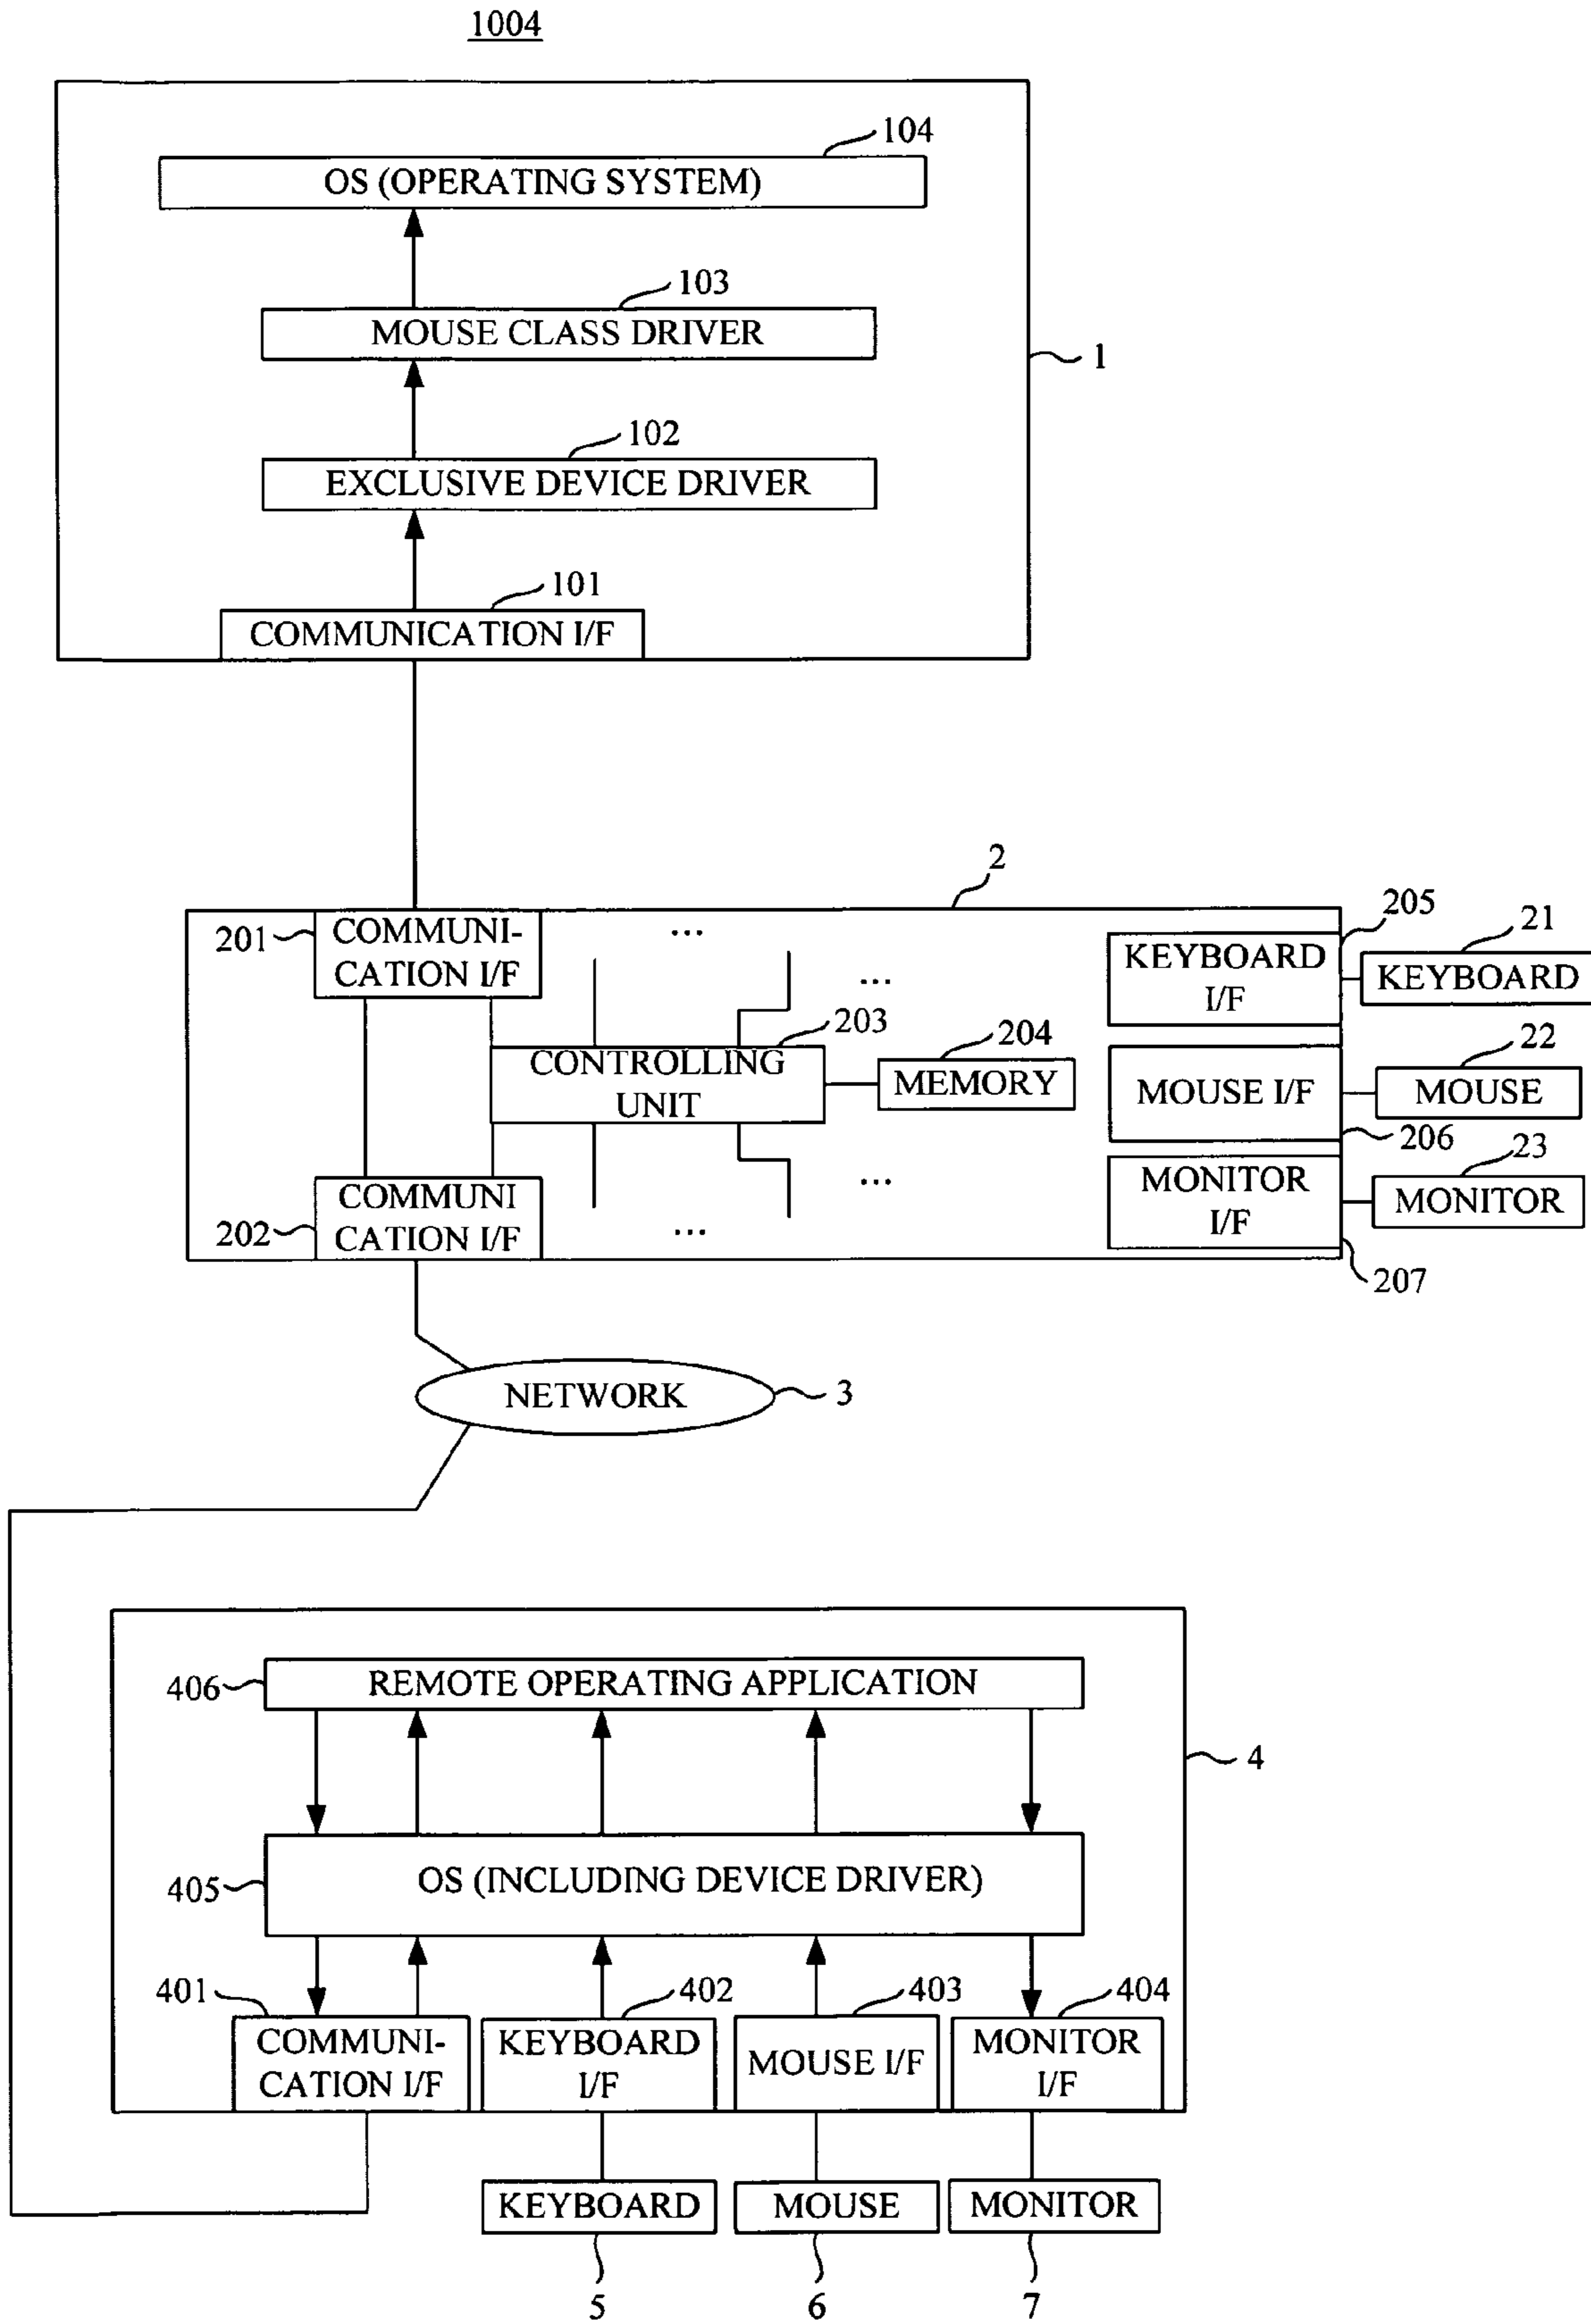 1004
104
OS (OPERATING SYSTEM)
103
MOUSE CLASS DRIVER
1
102
EXCLUSIVE DEVICE DRIVER
101
COMMUNICATION I/F
2
201
COMMUNI-
CATION I/F
...
...
205
KEYBOARD
I/F
21
KEYBOARD
203
CONTROLLING
UNIT
204
MEMORY
MOUSE I/F
206
22
MOUSE
202
COMMUNI
CATION I/F
...
...
MONITOR
I/F
207
23
MONITOR
NETWORK
3
406
REMOTE OPERATING APPLICATION
4
405
OS (INCLUDING DEVICE DRIVER)
401
COMMUNI-
CATION I/F
402
KEYBOARD
I/F
403
MOUSE I/F
404
MONITOR
I/F
KEYBOARD
MOUSE
MONITOR
5
6
7